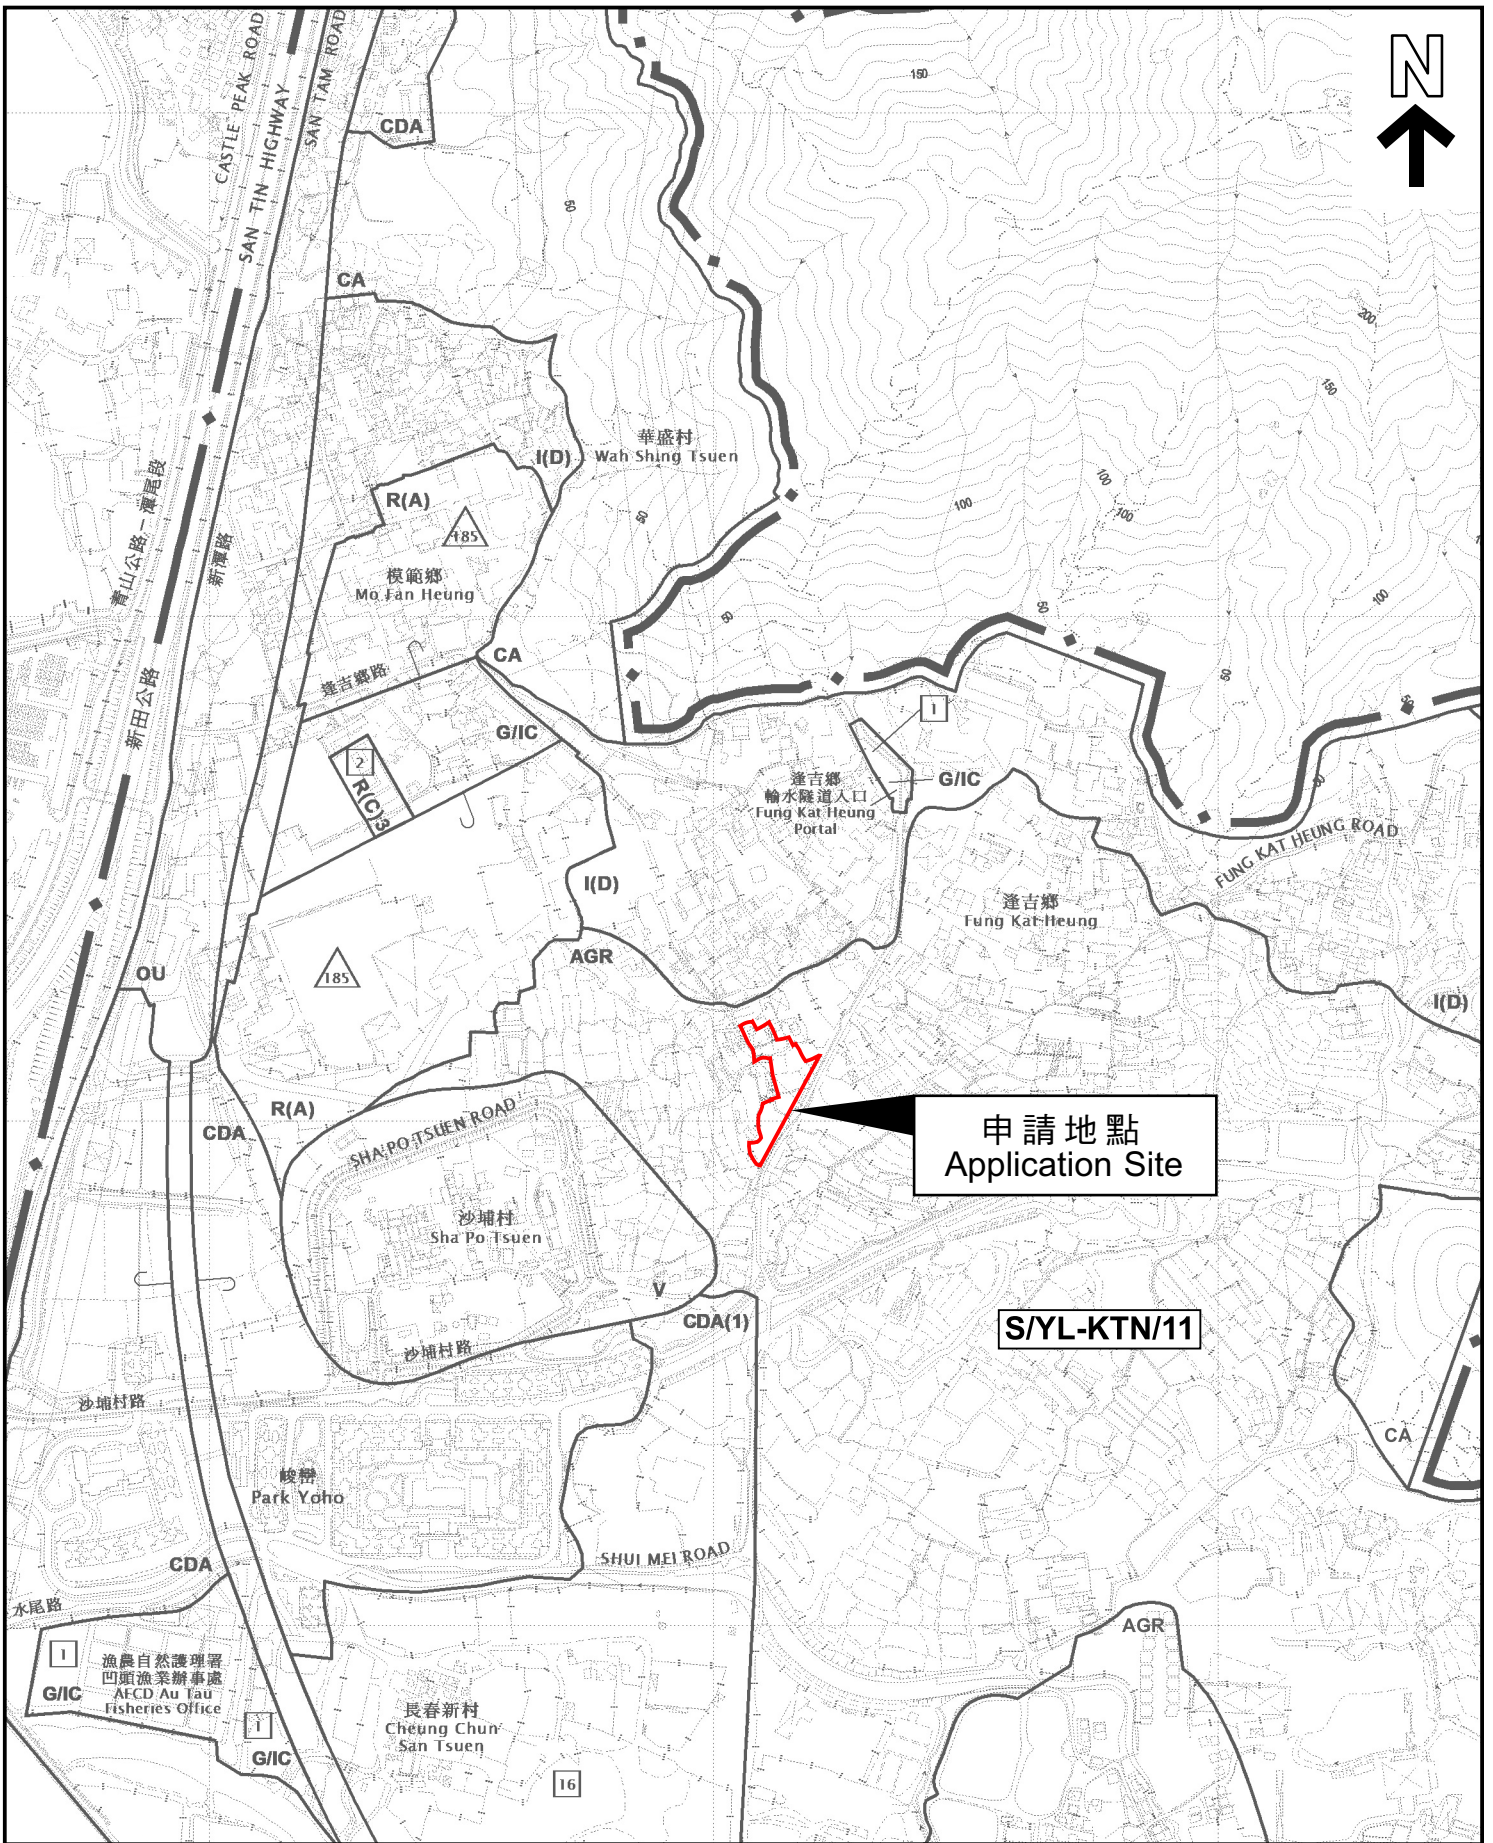 N
CASTLE PEAK ROAD
SAN TIN HIGHWAY
SAN TAM ROAD
CDA
150
50
CA
200
150
華盛村
Wah Shing Tsuen
I(D)
R(A)
185
50
100
100
100
青山公路－潭尾段
新潭路
模範鄉
Mo Fan Heung
100
50
50
CA
逢吉鄉路
50
新田公路
G/IC
1
50
2
R(C)3
逢吉鄉
輸水隧道入口
Fung Kat Heung
Portal
G/IC
50
FUNG KAT HEUNG ROAD
I(D)
逢吉鄉
Fung Kat Heung
AGR
185
OU
I(D)
R(A)
CDA
SHA PO TSUEN ROAD
申請地點
Application Site
沙埔村
Sha Po Tsuen
V
CDA(1)
S/YL-KTN/11
沙埔村路
沙埔村路
CA
峻巒
Park Yoho
CDA
SHUI MEI ROAD
水尾路
AGR
1
漁農自然護理署
凹頭漁業辦事處
AFCD Au Tau
Fisheries Office
G/IC
1
G/IC
長春新村
Cheung Chun
San Tsuen
16